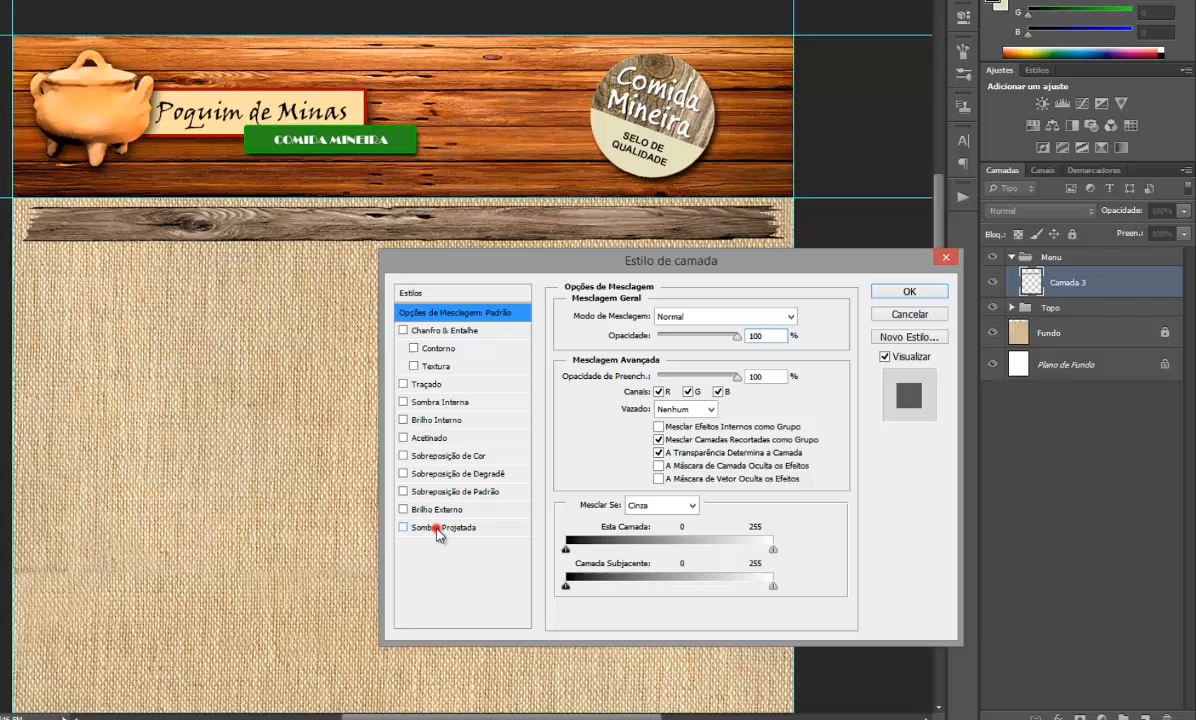 G
0
B
0
Ajustes Estilos
Adicionar um ajuste
Camadas Canais Demarcadores
Tipo
Normal Opacidade: 100%
Bloq.: Preen.: 100%
Menu
Camada 3
Topo
Fundo
Plano de Fundo
Poquim de Minas
COMIDA MINEIRA
Comida
Mineira
SELO DE
QUALIDADE
Estilo de camada
Estilos
Opções de Mesclagem: Padrão
Chanfro & Entalhe
Contorno
Textura
Traçado
Sombra Interna
Brilho Interno
Acetinado
Sobreposição de Cor
Sobreposição de Degradê
Sobreposição de Padrão
Brilho Externo
Sombra Projetada
Opções de Mesclagem
Mesclagem Geral
Modo de Mesclagem: Normal
Opacidade: 100 %
Mesclagem Avançada
Opacidade de Preench.: 100 %
Canais: R G B
Vazado: Nenhum
Mesclar Efeitos Internos como Grupo
Mesclar Camadas Recortadas como Grupo
A Transparência Determina a Camada
A Máscara de Camada Oculta os Efeitos
A Máscara de Vetor Oculta os Efeitos
Mesclar Se: Cinza
Esta Camada: 0 255
Camada Subjacente: 0 255
OK
Cancelar
Novo Estilo...
Visualizar